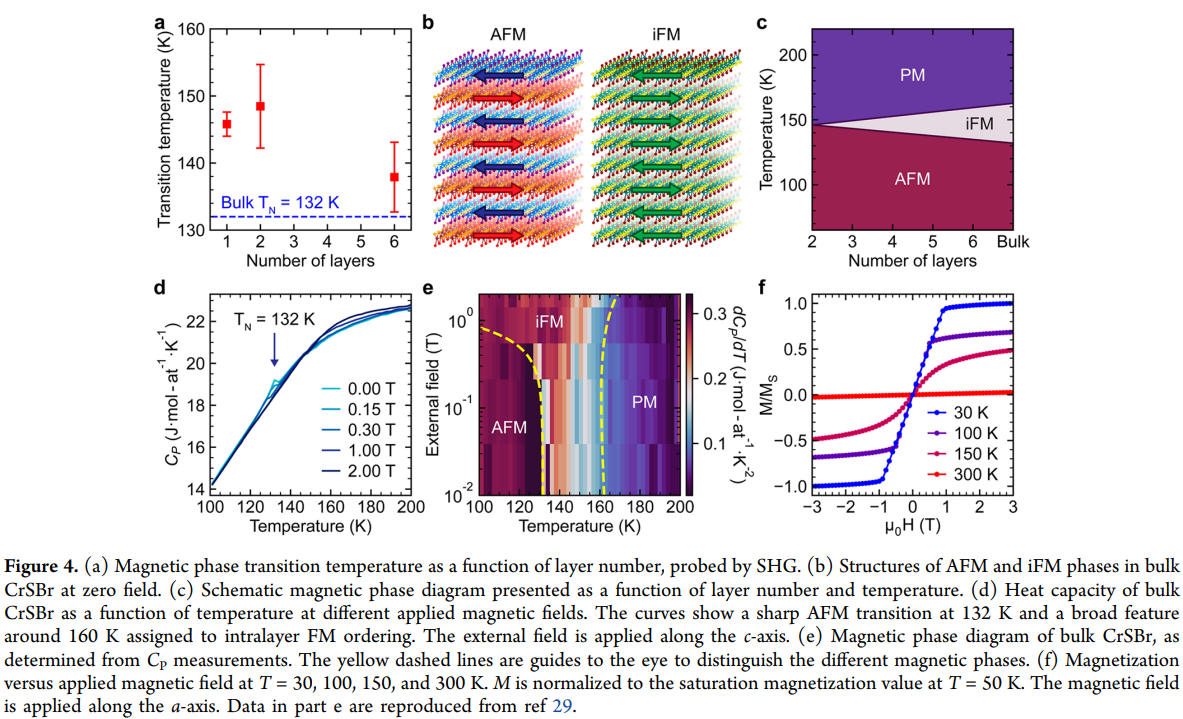 a
160
150
140
130
Transition temperature (K)
Bulk T_N = 132 K
1 2 3 4 5 6
Number of layers
b
AFM
iFM
c
200
150
100
Temperature (K)
PM
iFM
AFM
2 3 4 5 6 Bulk
Number of layers
d
22
20
18
16
14
C_P (J·mol-at⁻¹·K⁻¹)
T_N = 132 K
0.00 T
0.15 T
0.30 T
1.00 T
2.00 T
100 120 140 160 180 200
Temperature (K)
e
10⁰
10⁻¹
10⁻²
External field (T)
iFM
AFM
PM
100 120 140 160 180 200
Temperature (K)
0.3
0.2
0.1
dC_P/dT (J·mol-at⁻¹·K⁻²)
f
1.0
0.5
0.0
−0.5
−1.0
M/M_S
30 K
100 K
150 K
300 K
−3 −2 −1 0 1 2 3
μ₀H (T)
Figure 4. (a) Magnetic phase transition temperature as a function of layer number, probed by SHG. (b) Structures of AFM and iFM phases in bulk
CrSBr at zero field. (c) Schematic magnetic phase diagram presented as a function of layer number and temperature. (d) Heat capacity of bulk
CrSBr as a function of temperature at different applied magnetic fields. The curves show a sharp AFM transition at 132 K and a broad feature
around 160 K assigned to intralayer FM ordering. The external field is applied along the c-axis. (e) Magnetic phase diagram of bulk CrSBr, as
determined from C_P measurements. The yellow dashed lines are guides to the eye to distinguish the different magnetic phases. (f) Magnetization
versus applied magnetic field at T = 30, 100, 150, and 300 K. M is normalized to the saturation magnetization value at T = 50 K. The magnetic field
is applied along the a-axis. Data in part e are reproduced from ref 29.